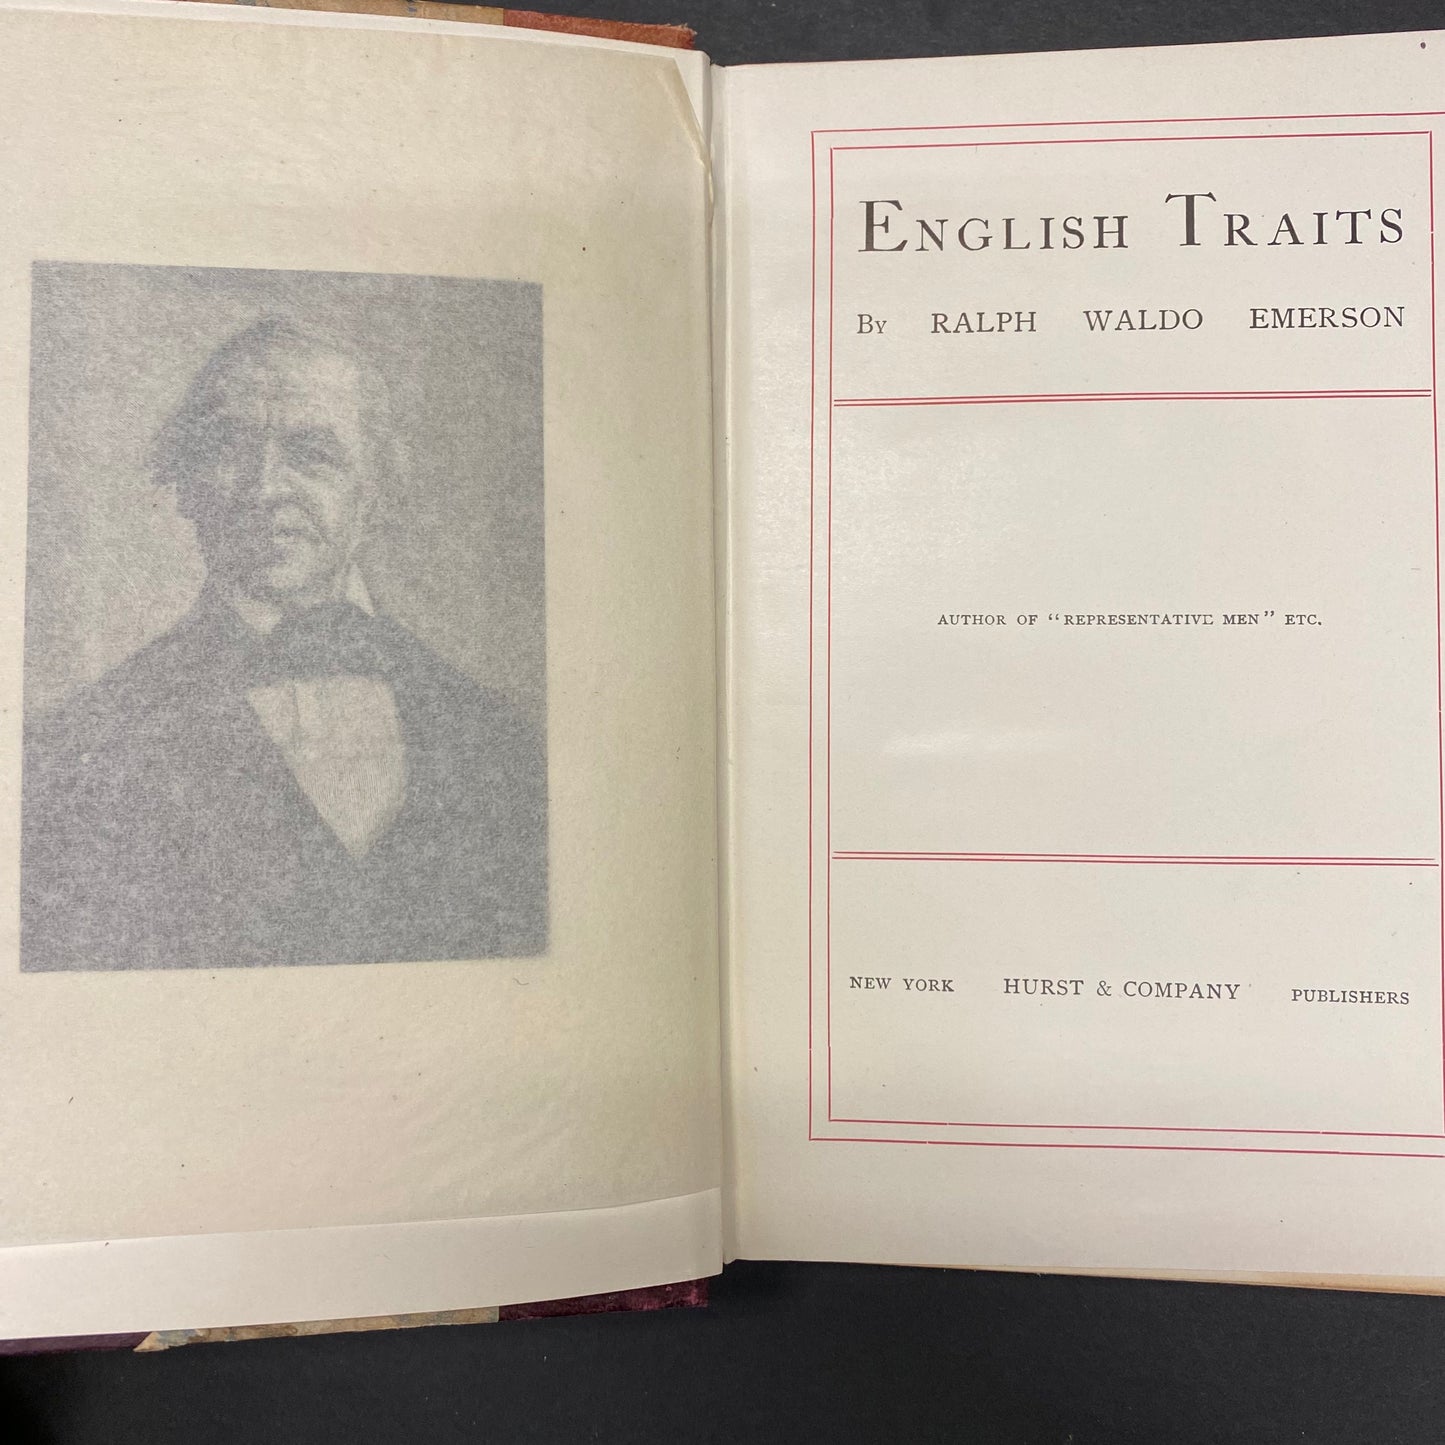 ENGLISH TRAITS
BY RALPH WALDO EMERSON
AUTHOR OF “REPRESENTATIVE MEN” ETC.
NEW YORK HURST & COMPANY PUBLISHERS